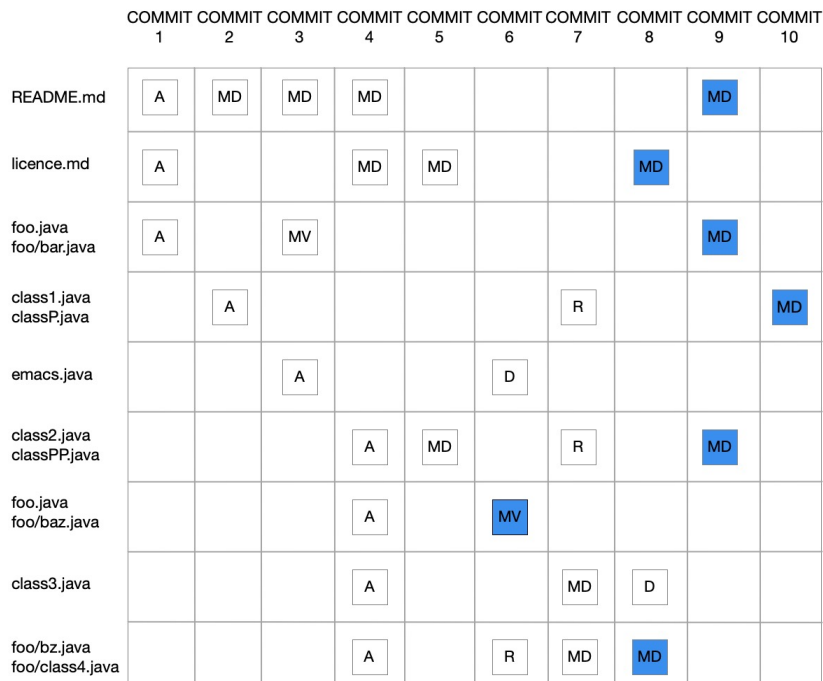 COMMIT COMMIT COMMIT COMMIT COMMIT COMMIT COMMIT COMMIT COMMIT COMMIT
1 2 3 4 5 6 7 8 9 10
README.md A MD MD MD MD
licence.md A MD MD MD
foo.java
foo/bar.java A MV MD
class1.java
classP.java A R MD
emacs.java A D
class2.java
classPP.java A MD R MD
foo.java
foo/baz.java A MV
class3.java A MD D
foo/bz.java
foo/class4.java A R MD MD